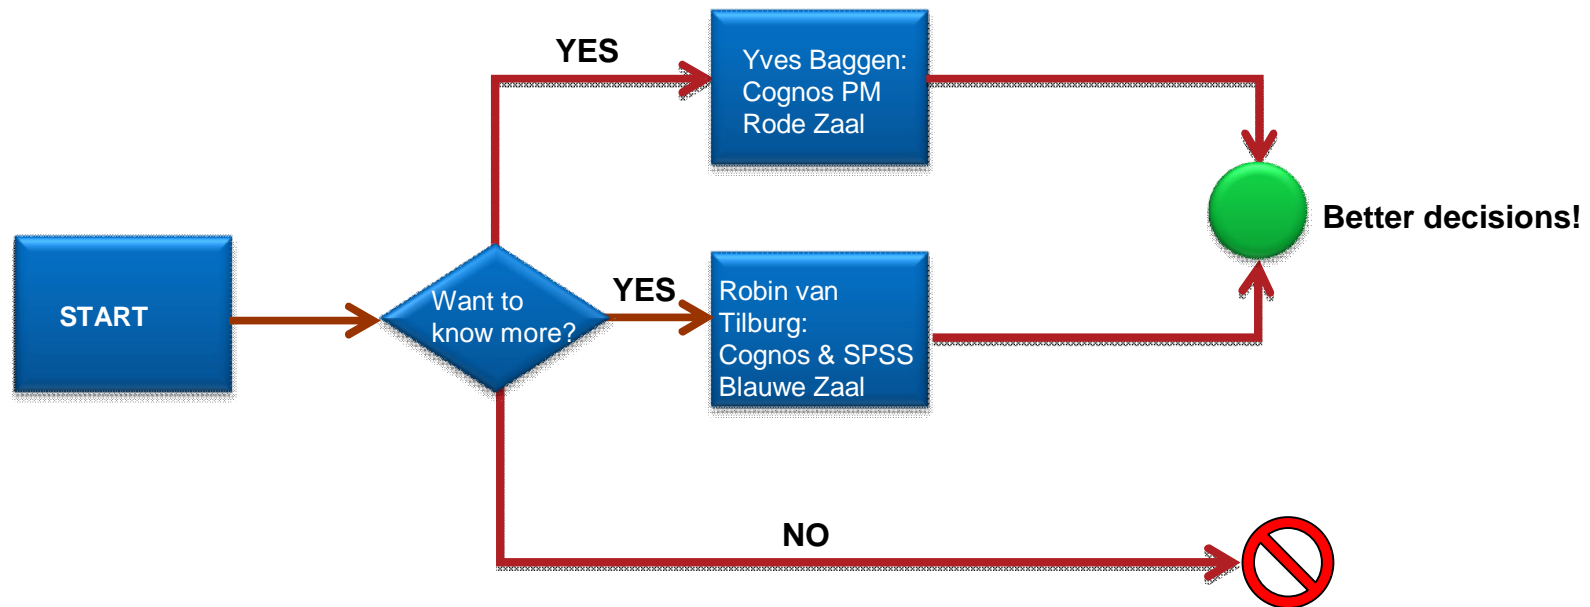 YES
Yves Baggen:
Cognos PM
Rode Zaal
Better decisions!
START
Want to
know more?
YES
Robin van
Tilburg:
Cognos & SPSS
Blauwe Zaal
NO